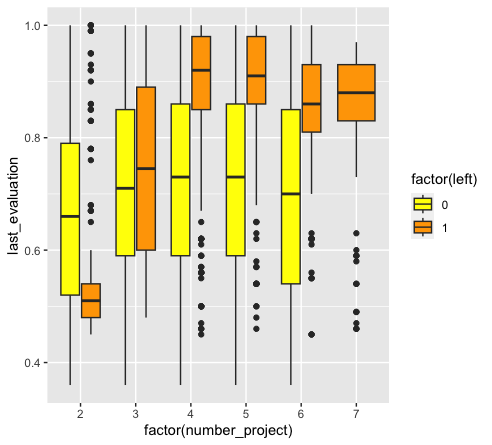 last_evaluation
1.0
0.8
0.6
0.4
2 3 4 5 6 7
factor(number_project)
factor(left)
0
1